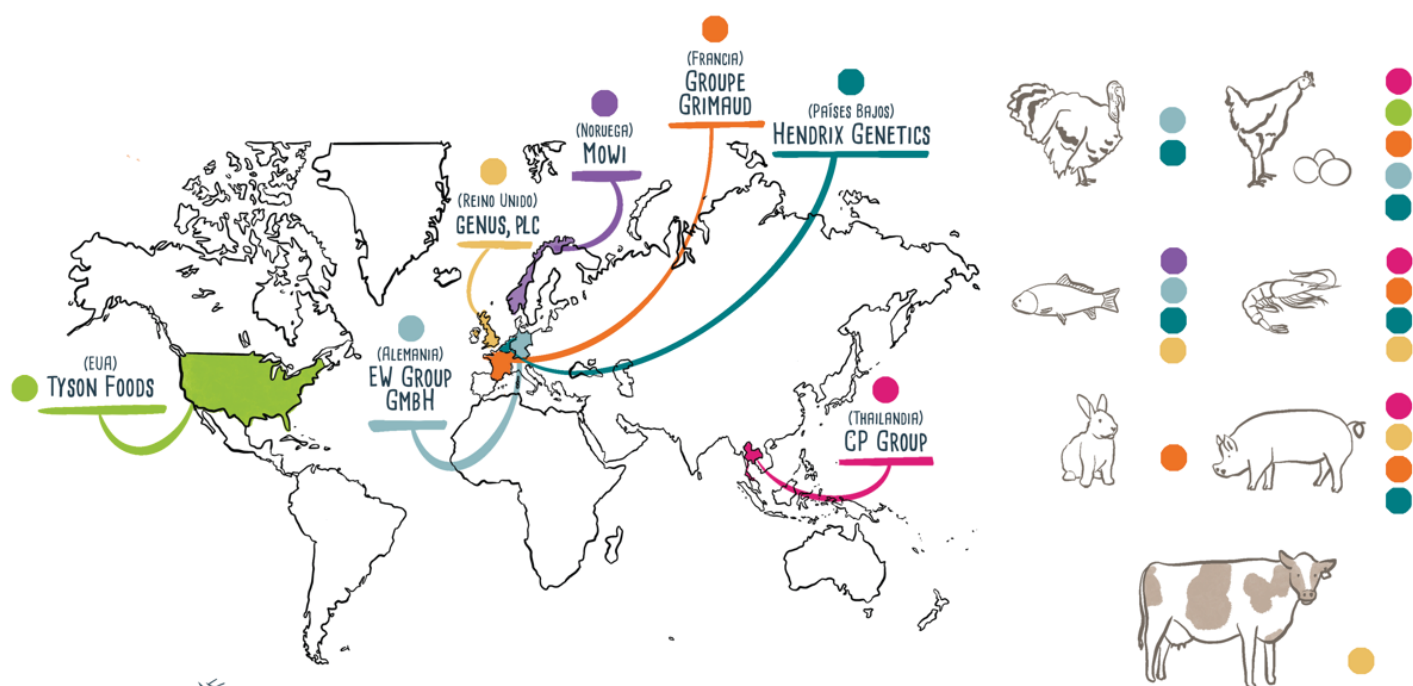 (Francia)
Groupe
Grimaud
(Países Bajos)
Hendrix Genetics
(Noruega)
Mowi
(Reino Unido)
Genus, plc
(Alemania)
EW Group
GmbH
(EUA)
Tyson Foods
(Thailandia)
CP Group